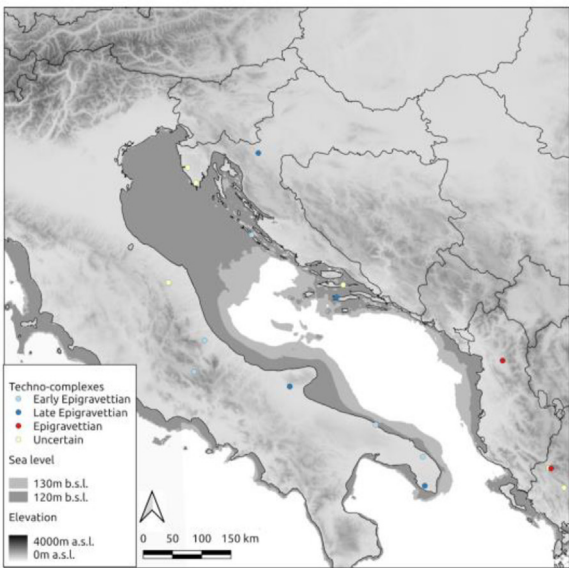 Techno-complexes
Early Epigravettian
Late Epigravettian
Epigravettian
Uncertain
Sea level
130m b.s.l.
120m b.s.l.
Elevation
4000m a.s.l.
0m a.s.l.
0 50 100 150 km